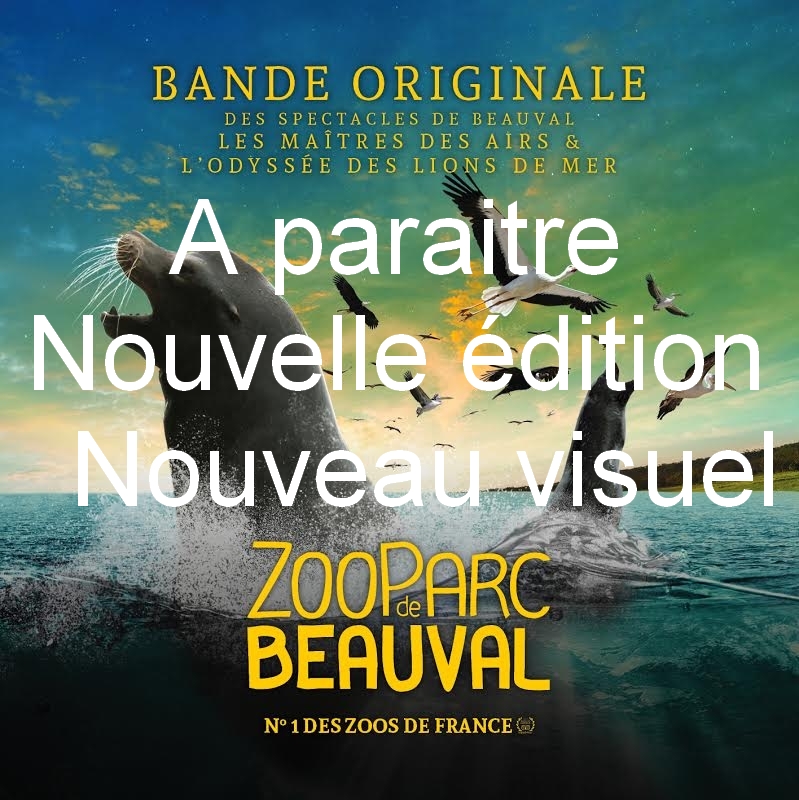 BANDE ORIGINALE
DES SPECTACLES DE BEAUVAL
LES MAÎTRES DES AIRS &
L'ODYSSÉE DES LIONS DE MER
A paraitre
Nouvelle édition
Nouveau visuel
ZOOPARC
de
BEAUVAL
Nº 1 DES ZOOS DE FRANCE